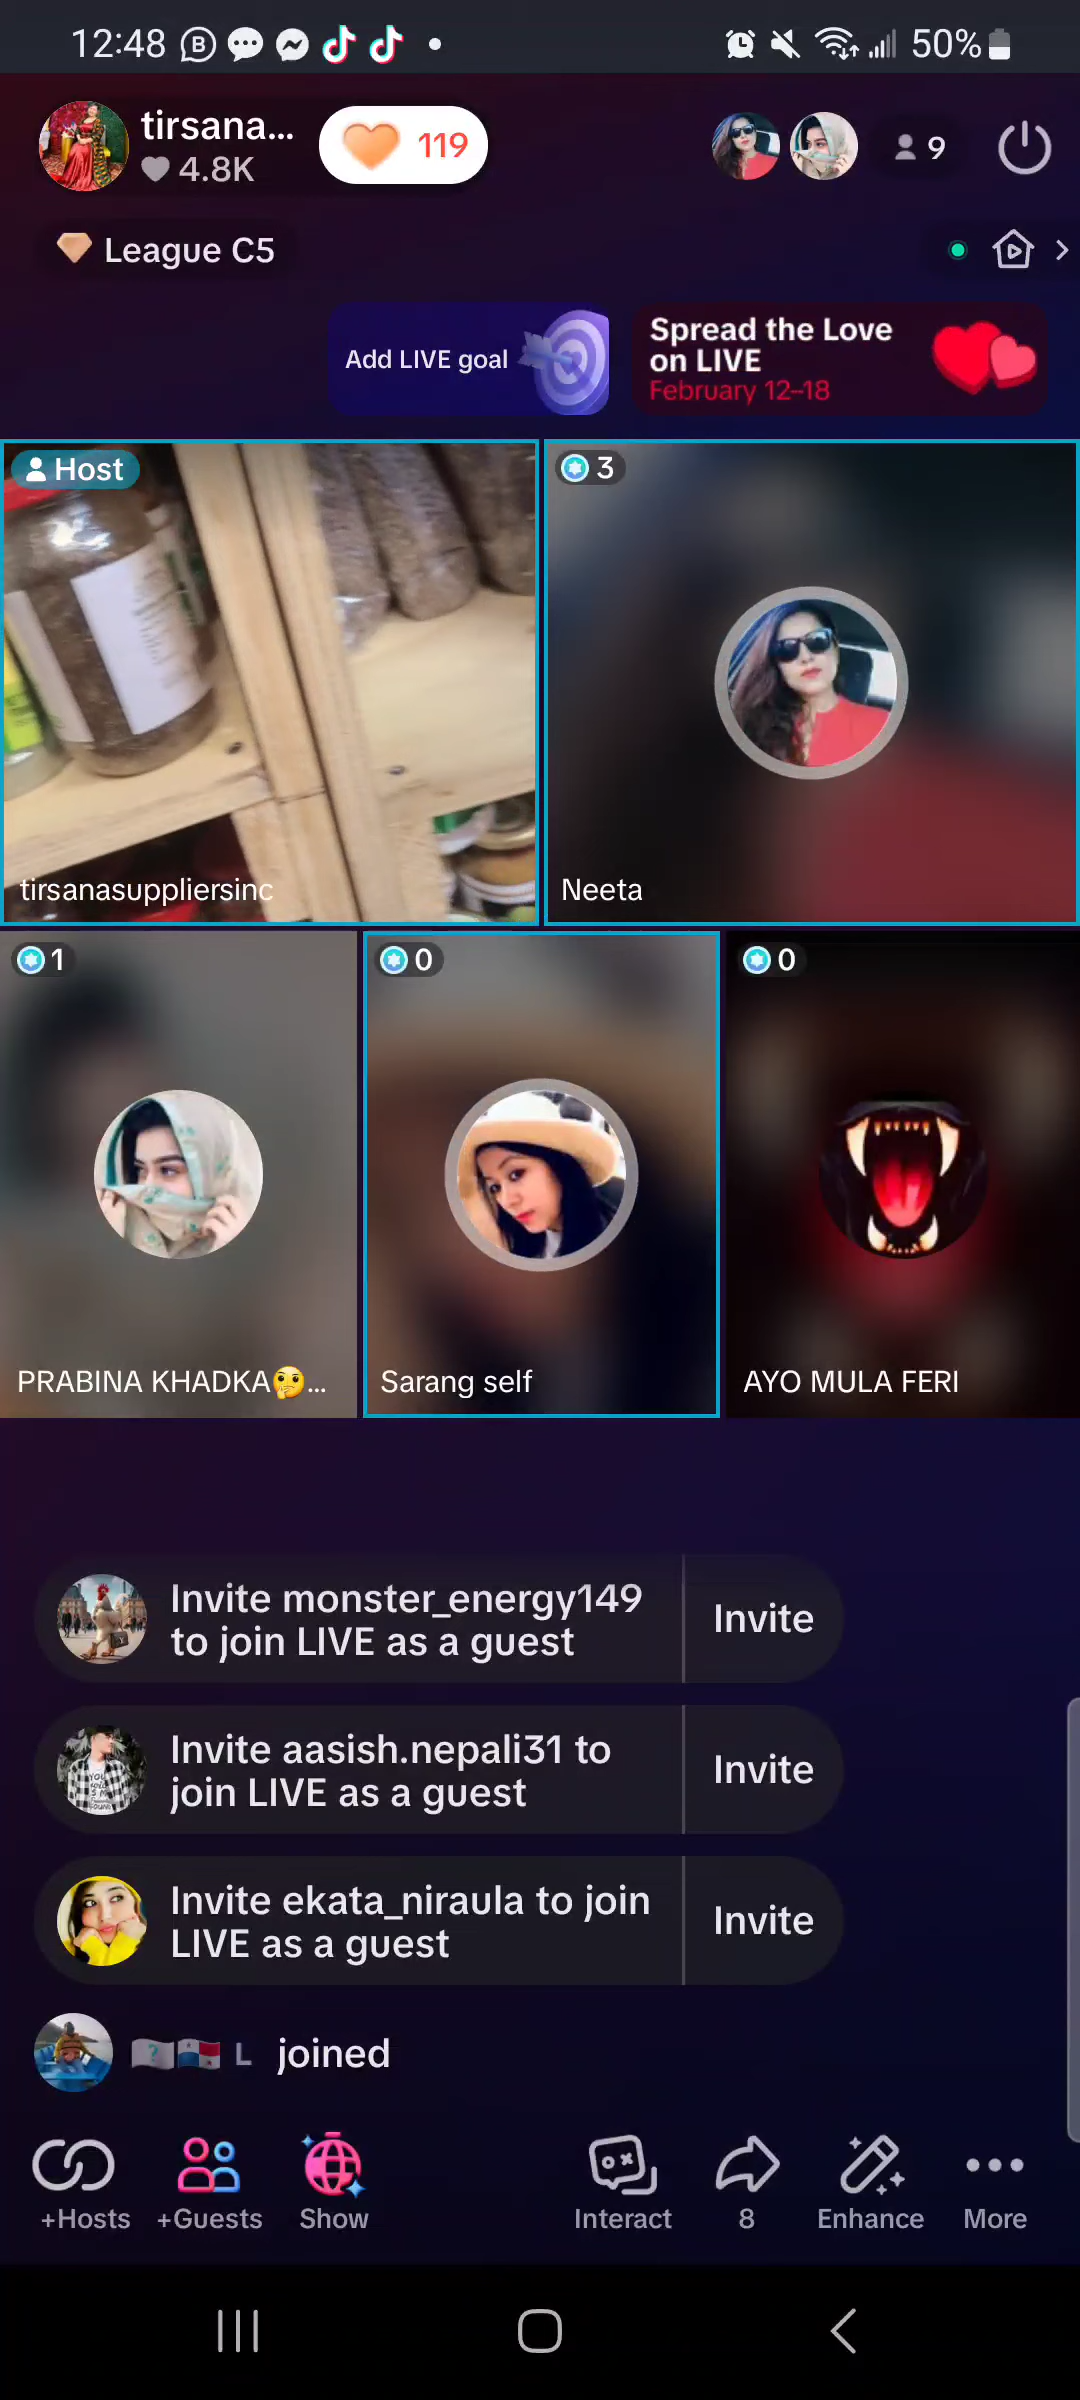 12:48
50%
tirsana...
4.8K
119
9
League C5
Add LIVE goal
Spread the Love
on LIVE
February 12–18
Host
3
tirsanasuppliersinc
Neeta
1
0
0
PRABINA KHADKA🤔...
Sarang self
AYO MULA FERI
Invite monster_energy149
to join LIVE as a guest
Invite
Invite aasish.nepali31 to
join LIVE as a guest
Invite
Invite ekata_niraula to join
LIVE as a guest
Invite
L joined
+Hosts
+Guests
Show
Interact
8
Enhance
More